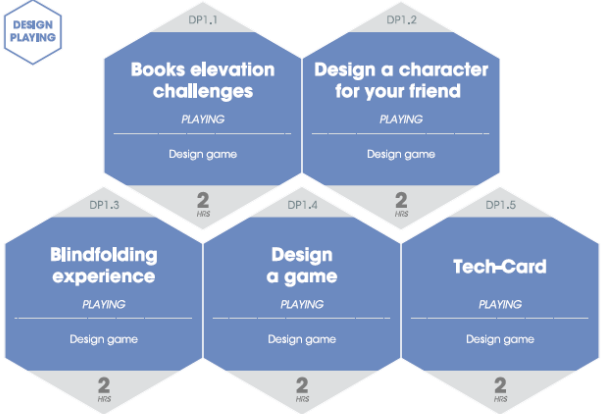 DESIGN
PLAYING
DP1.1
Books elevation
challenges
PLAYING
Design game
2
HRS
DP1.2
Design a character
for your friend
PLAYING
Design game
2
HRS
DP1.3
Blindfolding
experience
PLAYING
Design game
2
HRS
DP1.4
Design
a game
PLAYING
Design game
2
HRS
DP1.5
Tech-Card
PLAYING
Design game
2
HRS